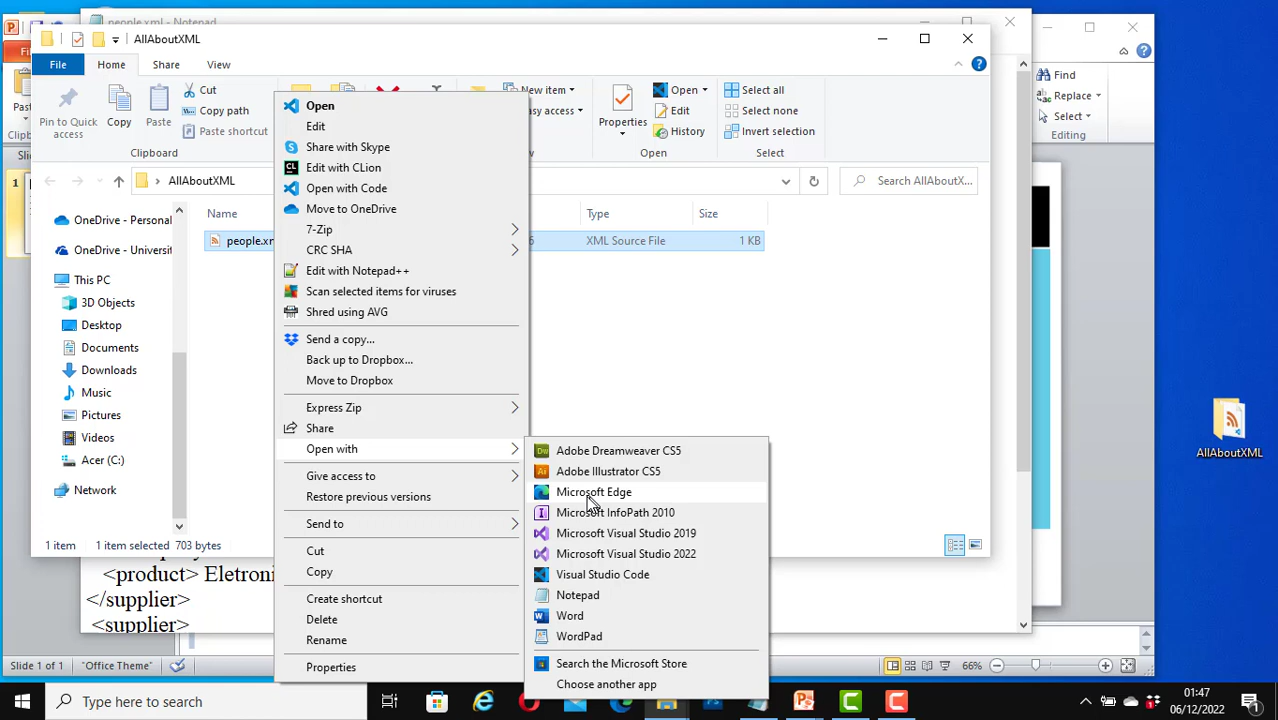 people.xml - Notepad
AllAboutXML
File
Home
Share
View
Pin to Quick access
Copy
Paste
Cut
Copy path
Paste shortcut
Clipboard
New item
Easy access
Properties
Open
Edit
History
Open
Select all
Select none
Invert selection
Select
Find
Replace
Select
Editing
AllAboutXML
Search AllAboutX...
Name
Type
Size
people.xm
XML Source File
1 KB
OneDrive - Personal
OneDrive - Universit
This PC
3D Objects
Desktop
Documents
Downloads
Music
Pictures
Videos
Acer (C:)
Network
1 item
1 item selected
703 bytes
Open
Edit
Share with Skype
Edit with CLion
Open with Code
Move to OneDrive
7-Zip
CRC SHA
Edit with Notepad++
Scan selected items for viruses
Shred using AVG
Send a copy...
Back up to Dropbox...
Move to Dropbox
Express Zip
Share
Open with
Give access to
Restore previous versions
Send to
Cut
Copy
Create shortcut
Delete
Rename
Properties
Adobe Dreamweaver CS5
Adobe Illustrator CS5
Microsoft Edge
Microsoft InfoPath 2010
Microsoft Visual Studio 2019
Microsoft Visual Studio 2022
Visual Studio Code
Notepad
Word
WordPad
Search the Microsoft Store
Choose another app
<product> Eletroni
</supplier>
<supplier>
AllAboutXML
Slide 1 of 1
"Office Theme"
66%
Type here to search
01:47
06/12/2022